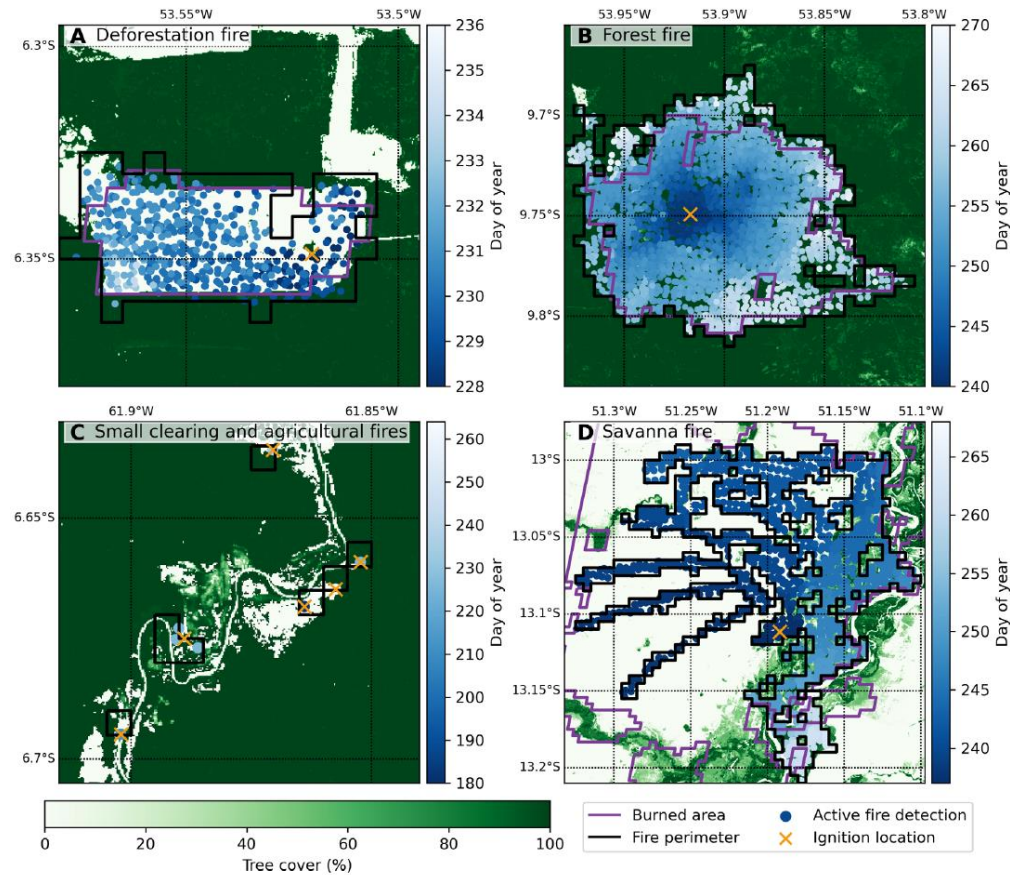 53.55°W 53.5°W
A Deforestation fire
6.3°S
6.35°S
236
235
234
233
232
231
230
229
228
Day of year
53.95°W 53.9°W 53.85°W 53.8°W
B Forest fire
9.7°S
9.75°S
9.8°S
270
265
260
255
250
245
240
Day of year
61.9°W 61.85°W
C Small clearing and agricultural fires
6.65°S
6.7°S
260
250
240
230
220
210
200
190
180
Day of year
51.3°W 51.25°W 51.2°W 51.15°W 51.1°W
D Savanna fire
13°S
13.05°S
13.1°S
13.15°S
13.2°S
265
260
255
250
245
240
Day of year
0 20 40 60 80 100
Tree cover (%)
Burned area
Fire perimeter
Active fire detection
Ignition location